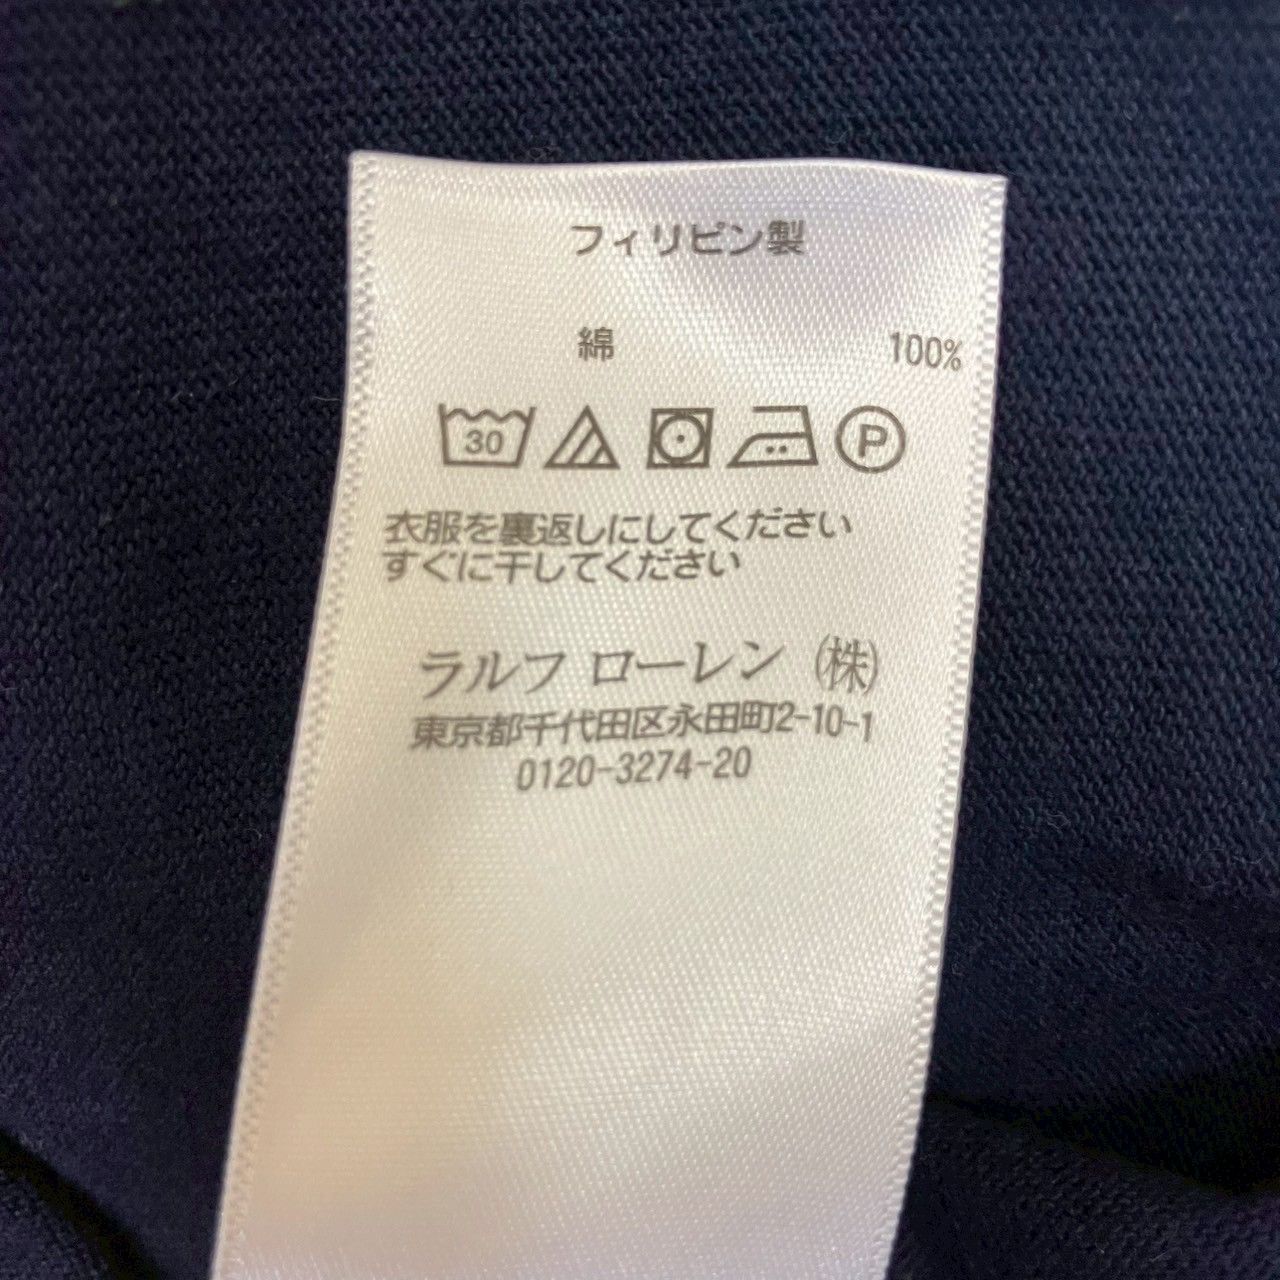 フィリピン製
綿 100%
30 P
衣服を裏返しにしてください
すぐに干してください
ラルフ ローレン ㈱
東京都千代田区永田町2-10-1
0120-3274-20